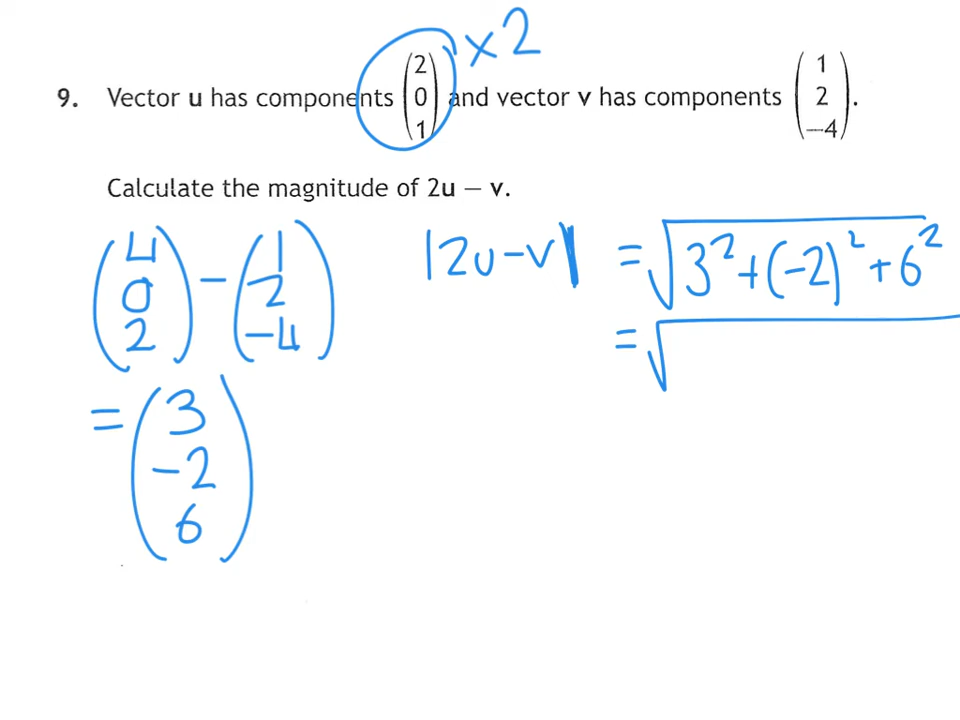 ×2
9. Vector u has components (2 0 1) and vector v has components (1 2 −4).
Calculate the magnitude of 2u − v.
(4 0 2) − (1 2 −4)
|2u−v| = √3²+(−2)²+6²
= √
= (3 −2 6)